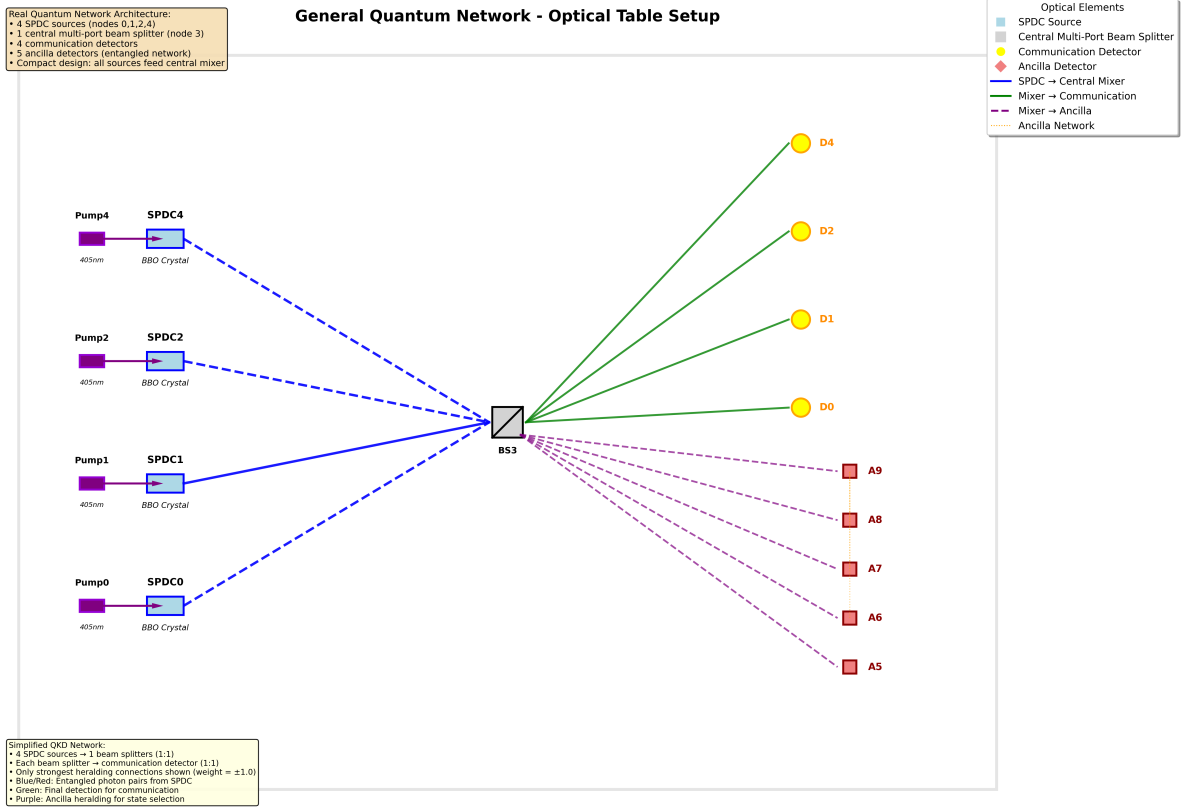 General Quantum Network - Optical Table Setup
Real Quantum Network Architecture:
• 4 SPDC sources (nodes 0,1,2,4)
• 1 central multi-port beam splitter (node 3)
• 4 communication detectors
• 5 ancilla detectors (entangled network)
• Compact design: all sources feed central mixer
Optical Elements
SPDC Source
Central Multi-Port Beam Splitter
Communication Detector
Ancilla Detector
SPDC → Central Mixer
Mixer → Communication
Mixer → Ancilla
Ancilla Network
Pump4
SPDC4
405nm
BBO Crystal
Pump2
SPDC2
405nm
BBO Crystal
Pump1
SPDC1
405nm
BBO Crystal
Pump0
SPDC0
405nm
BBO Crystal
BS3
D4
D2
D1
D0
A9
A8
A7
A6
A5
Simplified QKD Network:
• 4 SPDC sources → 1 beam splitters (1:1)
• Each beam splitter → communication detector (1:1)
• Only strongest heralding connections shown (weight = ±1.0)
• Blue/Red: Entangled photon pairs from SPDC
• Green: Final detection for communication
• Purple: Ancilla heralding for state selection